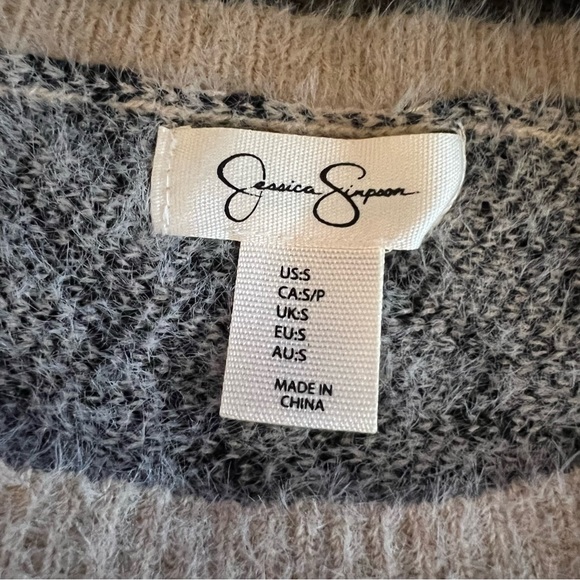 Jessica Simpson
US:S
CA:S/P
UK:S
EU:S
AU:S
MADE IN
CHINA